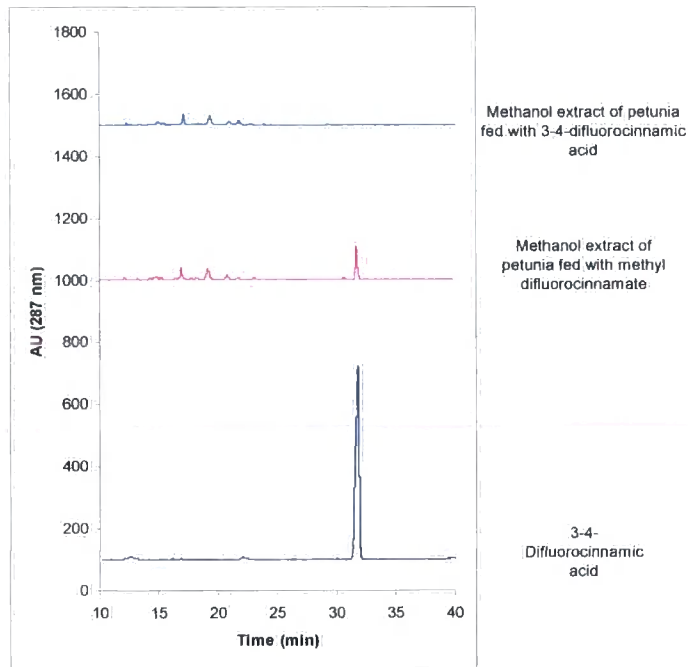 1800
1600
1400
1200
1000
800
600
400
200
0
AU (287 nm)
10 15 20 25 30 35 40
Time (min)
Methanol extract of petunia
fed with 3-4-difluorocinnamic
acid
Methanol extract of
petunia fed with methyl
difluorocinnamate
3-4-
Difluorocinnamic
acid